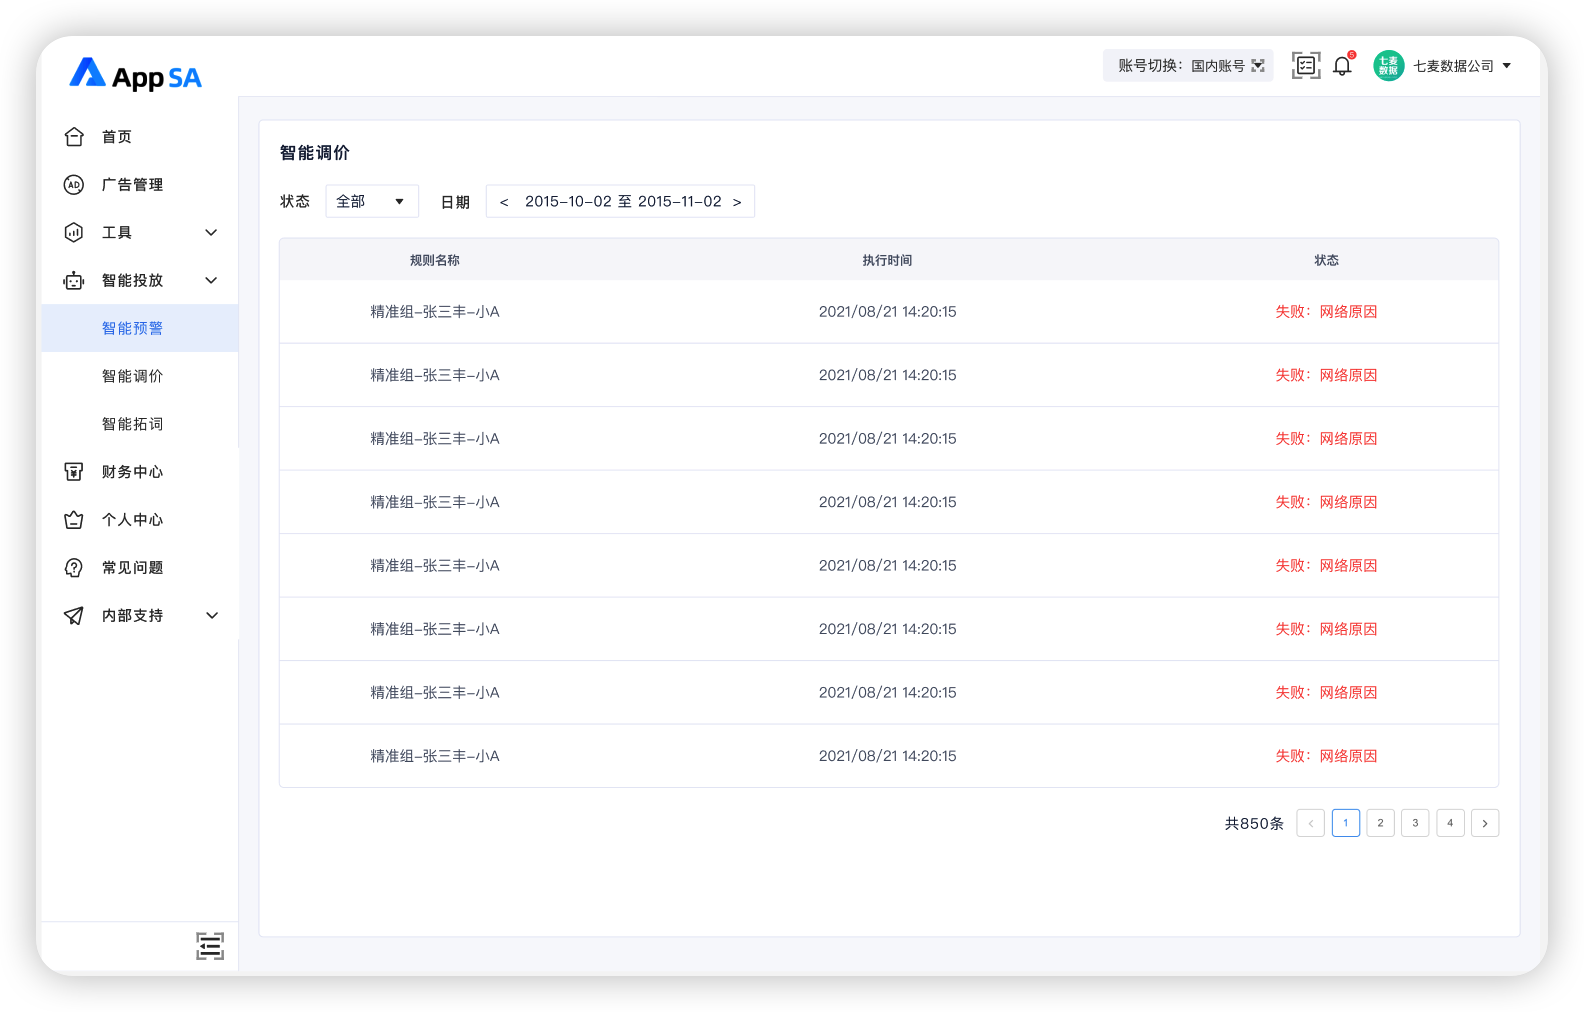 App SA
账号切换：国内账号
5
七麦数据
七麦数据公司
首页
AD
广告管理
工具
智能投放
智能预警
智能调价
智能拓词
财务中心
个人中心
常见问题
内部支持
智能调价
状态 全部 日期 < 2015-10-02 至 2015-11-02 >
规则名称 执行时间 状态
精准组-张三丰-小A 2021/08/21 14:20:15 失败：网络原因
精准组-张三丰-小A 2021/08/21 14:20:15 失败：网络原因
精准组-张三丰-小A 2021/08/21 14:20:15 失败：网络原因
精准组-张三丰-小A 2021/08/21 14:20:15 失败：网络原因
精准组-张三丰-小A 2021/08/21 14:20:15 失败：网络原因
精准组-张三丰-小A 2021/08/21 14:20:15 失败：网络原因
精准组-张三丰-小A 2021/08/21 14:20:15 失败：网络原因
精准组-张三丰-小A 2021/08/21 14:20:15 失败：网络原因
共850条 < 1 2 3 4 >